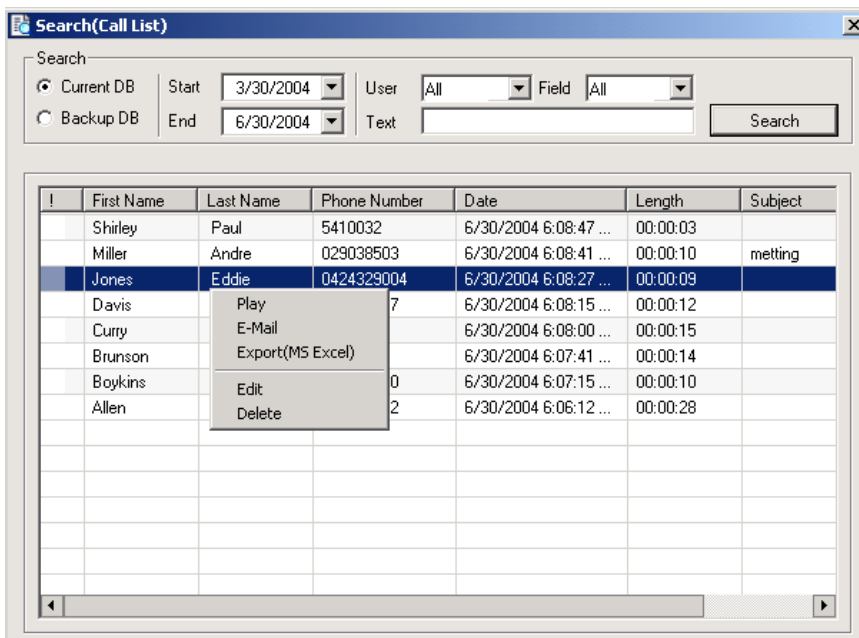 Search(Call List)
Search
Current DB Start 3/30/2004 User All Field All
Backup DB End 6/30/2004 Text Search
! First Name Last Name Phone Number Date Length Subject
Shirley Paul 5410032 6/30/2004 6:08:47 ... 00:00:03
Miller Andre 029038503 6/30/2004 6:08:41 ... 00:00:10 metting
Jones Eddie 0424329004 6/30/2004 6:08:27 ... 00:00:09
Davis 7 6/30/2004 6:08:15 ... 00:00:12
Curry 6/30/2004 6:08:00 ... 00:00:15
Brunson 6/30/2004 6:07:41 ... 00:00:14
Boykins 0 6/30/2004 6:07:15 ... 00:00:10
Allen 2 6/30/2004 6:06:12 ... 00:00:28
Play
E-Mail
Export(MS Excel)
Edit
Delete